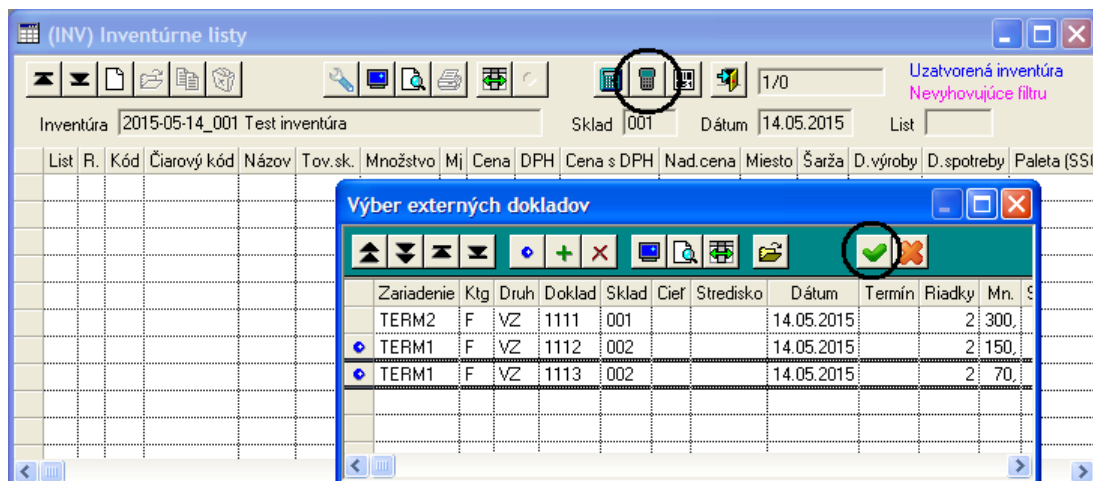 (INV) Inventúrne listy
1/0
Uzatvorená inventúra
Nevyhovujúce filtru
Inventúra 2015-05-14_001 Test inventúra Sklad 001 Dátum 14.05.2015 List
List R. Kód Čiarový kód Názov Tov.sk. Množstvo Mj Cena DPH Cena s DPH Nad.cena Miesto Šarža D.výroby D.spotreby Paleta (SS
Výber externých dokladov
Zariadenie Ktg Druh Doklad Sklad Cieľ Stredisko Dátum Termín Riadky Mn. S
TERM2 F VZ 1111 001 14.05.2015 2 300,
TERM1 F VZ 1112 002 14.05.2015 2 150,
TERM1 F VZ 1113 002 14.05.2015 2 70,